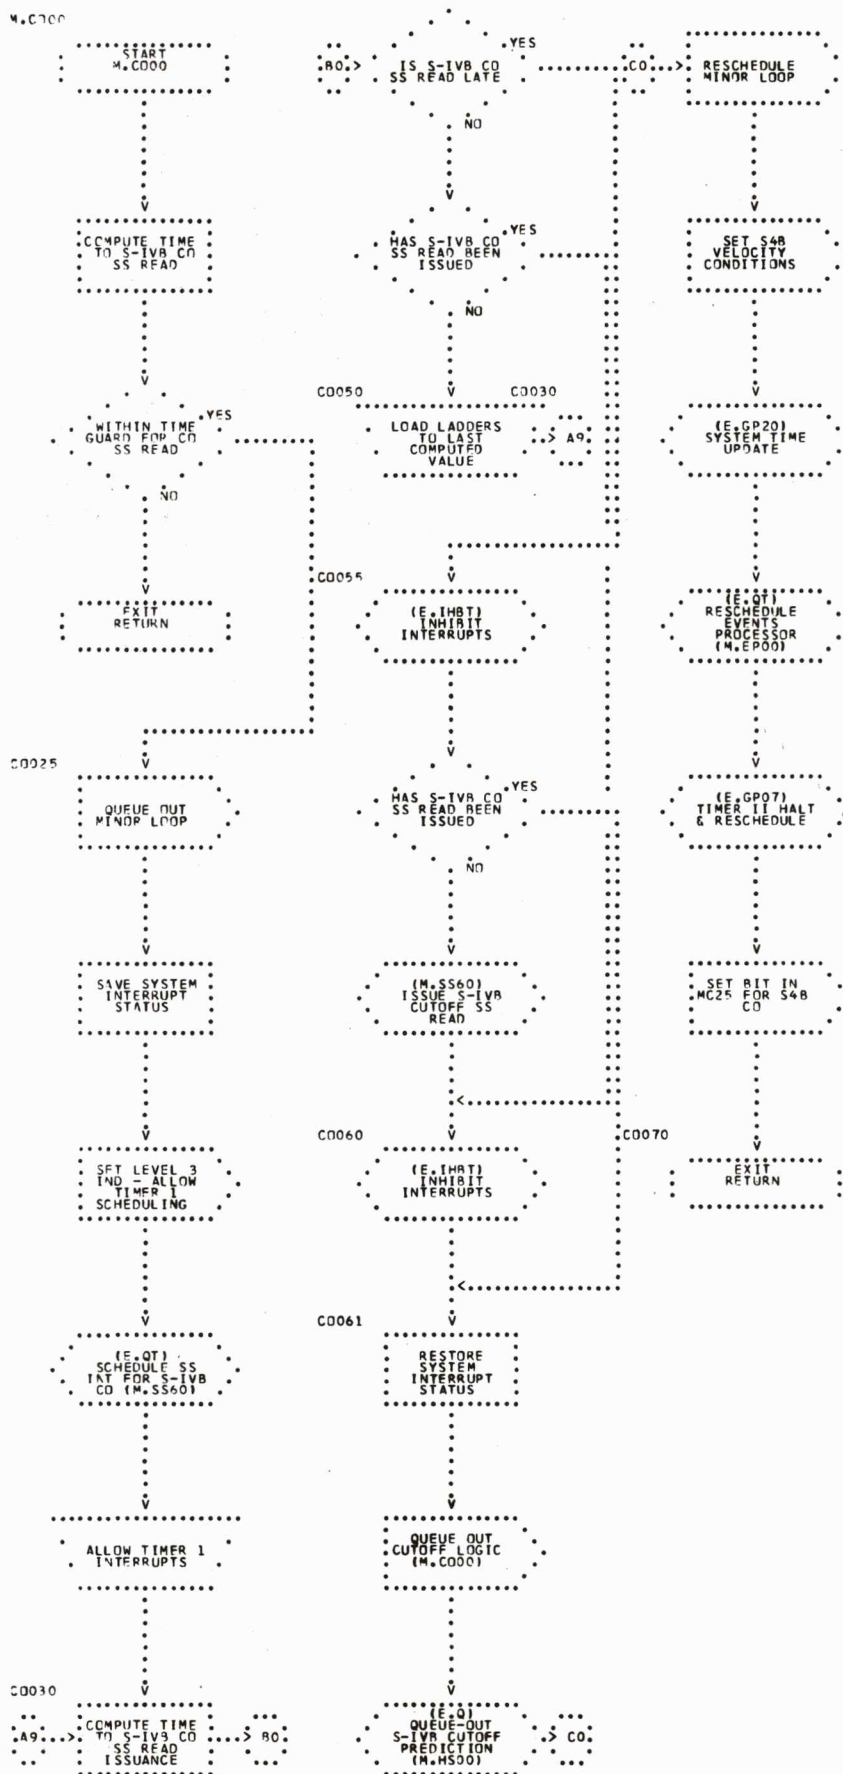 M.C000
START
M.C000
COMPUTE TIME
TO S-IVB CO
SS READ
WITHIN TIME
GUARD FOR CO
SS READ
YES
NO
EXIT
RETURN
C0025
QUEUE OUT
MINOR LOOP
SAVE SYSTEM
INTERRUPT
STATUS
SET LEVEL 3
IND - ALLOW
TIMER 1
SCHEDULING
(E.QT)
SCHEDULE SS
INT FOR S-IVB
CO (M.SS60)
ALLOW TIMER 1
INTERRUPTS
C0030
A9
COMPUTE TIME
TO S-IVB CO
SS READ
ISSUANCE
B0
B0
IS S-IVB CO
SS READ LATE
YES
NO
HAS S-IVB CO
SS READ BEEN
ISSUED
YES
NO
C0050
C0030
LOAD LADDERS
TO LAST
COMPUTED
VALUE
A9
C0055
(E.IHBT)
INHIBIT
INTERRUPTS
HAS S-IVB CO
SS READ BEEN
ISSUED
YES
NO
(M.SS60)
ISSUE S-IVB
CUTOFF SS
READ
C0060
(E.IHBT)
INHIBIT
INTERRUPTS
C0061
RESTORE
SYSTEM
INTERRUPT
STATUS
QUEUE OUT
CUTOFF LOGIC
(M.C000)
(E.Q)
QUEUE-OUT
S-IVB CUTOFF
PREDICTION
(M.HS00)
C0
C0
RESCHEDULE
MINOR LOOP
SET S4B
VELOCITY
CONDITIONS
(E.GP20)
SYSTEM TIME
UPDATE
(E.QT)
RESCHEDULE
EVENTS
PROCESSOR
(M.EP00)
(E.GP07)
TIMER II HALT
& RESCHEDULE
SET BIT IN
MC25 FOR S4B
CO
C0070
EXIT
RETURN